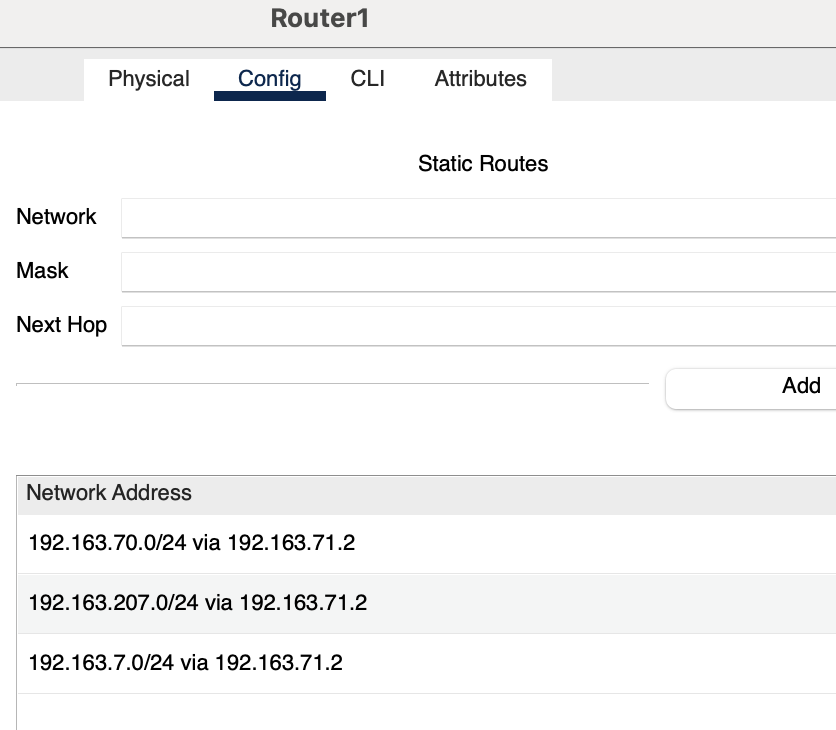 Router1
Physical Config CLI Attributes
Static Routes
Network
Mask
Next Hop
Add
Network Address
192.163.70.0/24 via 192.163.71.2
192.163.207.0/24 via 192.163.71.2
192.163.7.0/24 via 192.163.71.2